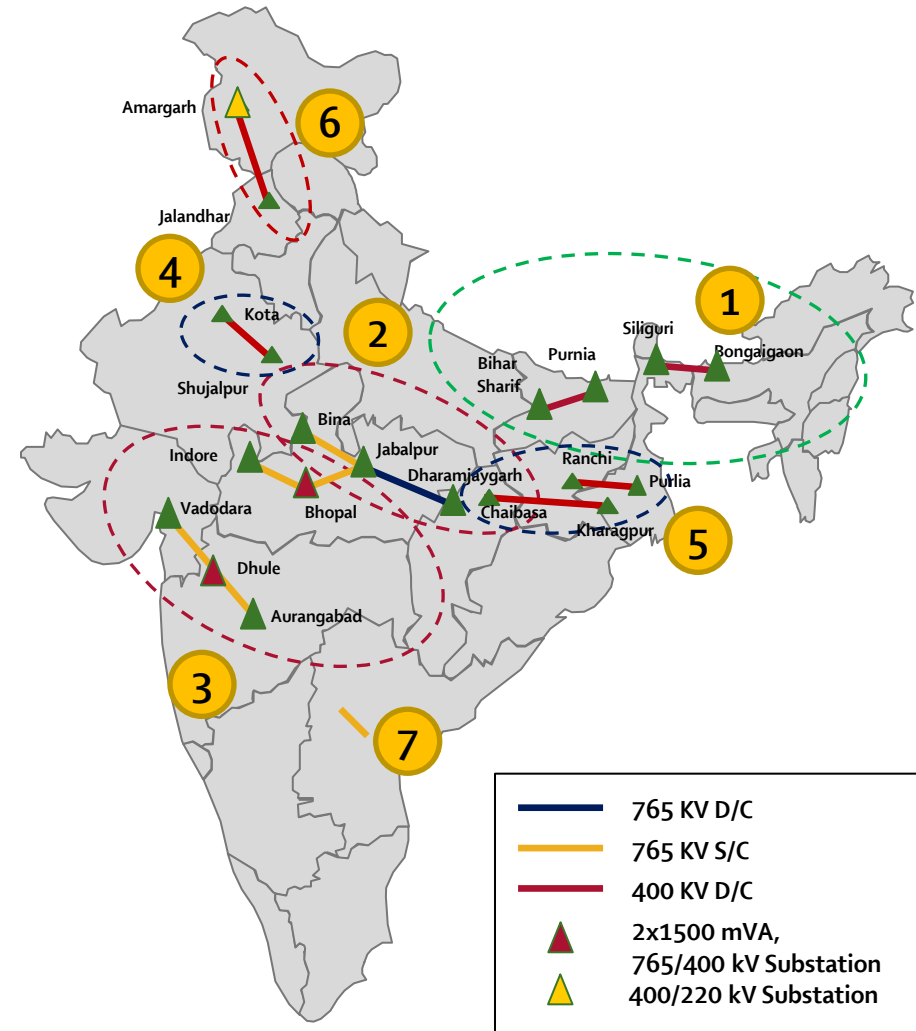 Amargarh
6
Jalandhar
4
Kota
Shujalpur
2
1
Siliguri
Bongaigaon
Purnia
Bihar
Sharif
Bina
Indore
Jabalpur
Dharamjaygarh
Ranchi
Purlia
Vadodara
Bhopal
Chaibasa
Kharagpur
5
Dhule
Aurangabad
3
7
765 KV D/C
765 KV S/C
400 KV D/C
2x1500 mVA,
765/400 kV Substation
400/220 kV Substation